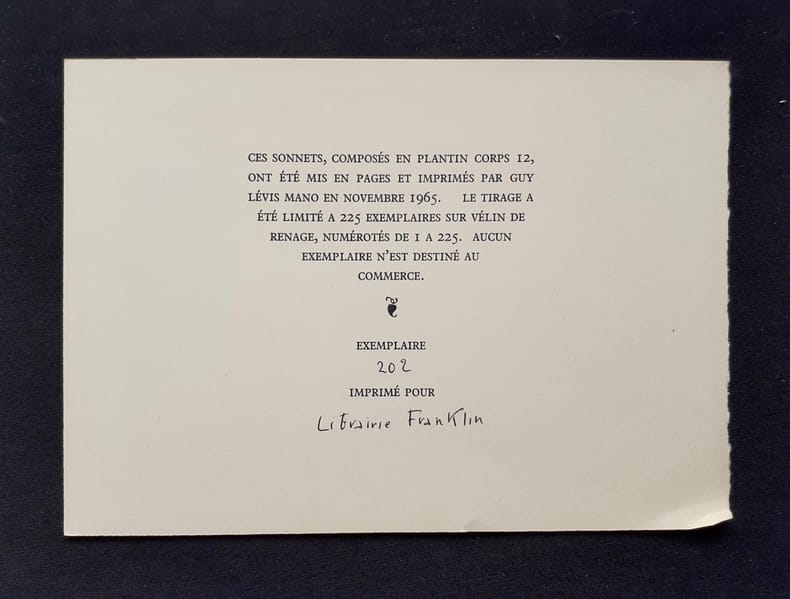 CES SONNETS, COMPOSÉS EN PLANTIN CORPS 12,
ONT ÉTÉ MIS EN PAGES ET IMPRIMÉS PAR GUY
LÉVIS MANO EN NOVEMBRE 1965. LE TIRAGE A
ÉTÉ LIMITÉ A 225 EXEMPLAIRES SUR VÉLIN DE
RENAGE, NUMÉROTÉS DE 1 A 225. AUCUN
EXEMPLAIRE N'EST DESTINÉ AU
COMMERCE.
EXEMPLAIRE
202
IMPRIMÉ POUR
Librairie Franklin